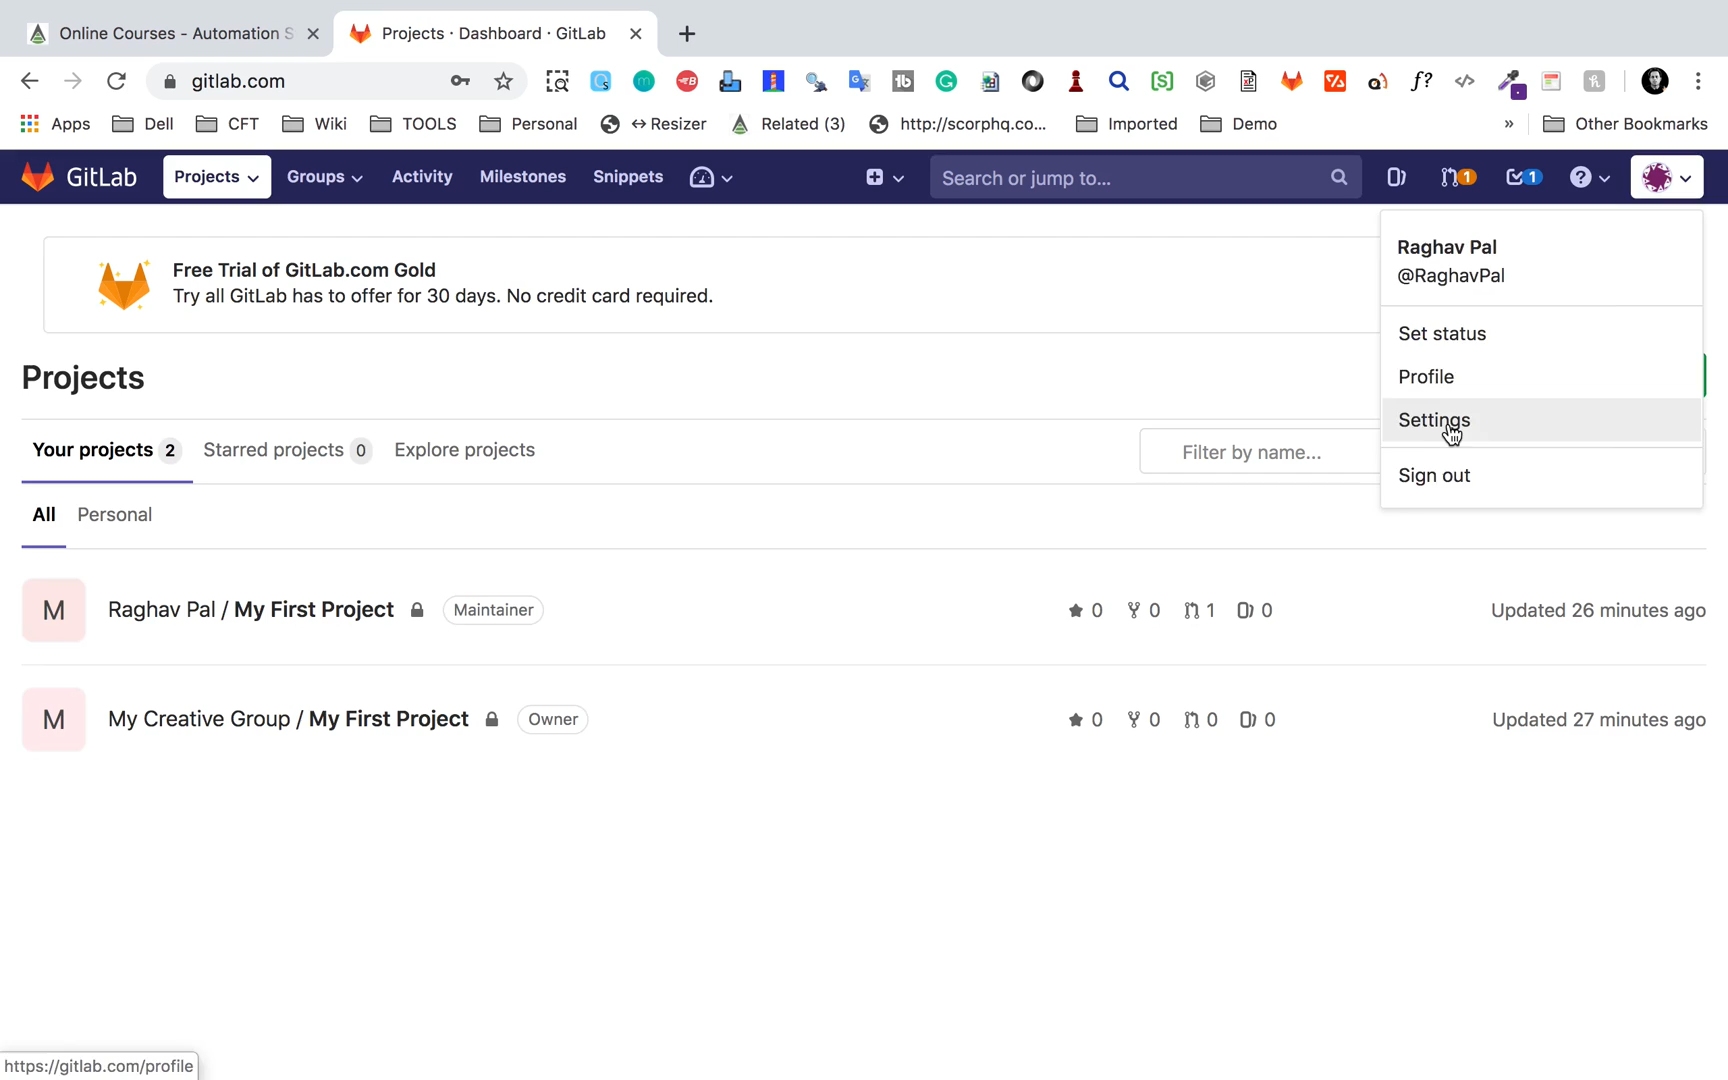 Online Courses - Automation S
Projects · Dashboard · GitLab
gitlab.com
Apps
Dell
CFT
Wiki
TOOLS
Personal
↔ Resizer
Related (3)
http://scorphq.co...
Imported
Demo
»
Other Bookmarks
GitLab
Projects
Groups
Activity
Milestones
Snippets
Search or jump to...
1
1
Raghav Pal
@RaghavPal
Set status
Profile
Settings
Sign out
Free Trial of GitLab.com Gold
Try all GitLab has to offer for 30 days. No credit card required.
Projects
Your projects 2
Starred projects 0
Explore projects
Filter by name...
All
Personal
M
Raghav Pal / My First Project
Maintainer
0
0
1
0
Updated 26 minutes ago
M
My Creative Group / My First Project
Owner
0
0
0
0
Updated 27 minutes ago
https://gitlab.com/profile